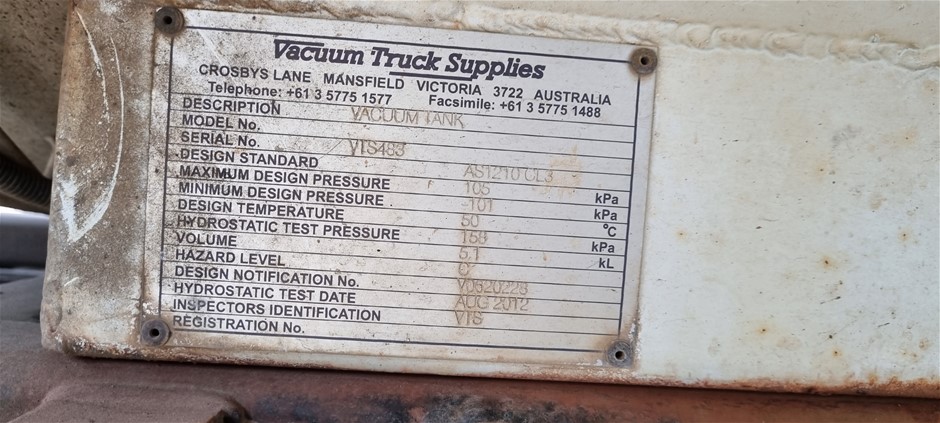 Vacuum Truck Supplies
CROSBYS LANE MANSFIELD VICTORIA 3722 AUSTRALIA
Telephone: +61 3 5775 1577 Facsimile: +61 3 5775 1488
DESCRIPTION VACUUM TANK
MODEL No.
SERIAL No. VTS483
DESIGN STANDARD AS1210 CL3
MAXIMUM DESIGN PRESSURE 105 kPa
MINIMUM DESIGN PRESSURE -101 kPa
DESIGN TEMPERATURE 50 °C
HYDROSTATIC TEST PRESSURE 158 kPa
VOLUME 5.1 kL
HAZARD LEVEL C
DESIGN NOTIFICATION No.
HYDROSTATIC TEST DATE AUG 2012
INSPECTORS IDENTIFICATION VTS
REGISTRATION No.